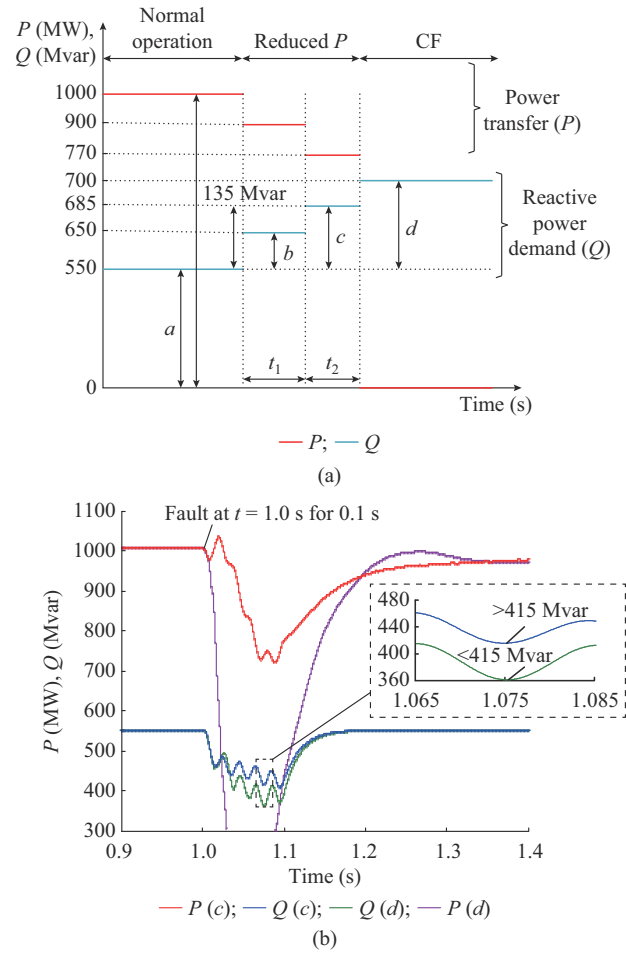 P (MW),
Q (Mvar)
Normal
operation
Reduced P
CF
1000
900
770
700
685
650
550
0
135 Mvar
a
b
c
d
t1
t2
Power
transfer (P)
Reactive
power
demand (Q)
Time (s)
P; Q
(a)
P (MW), Q (Mvar)
1100
1000
900
800
700
600
500
400
300
Fault at t = 1.0 s for 0.1 s
480
440
400
360
>415 Mvar
<415 Mvar
1.065 1.075 1.085
0.9 1.0 1.1 1.2 1.3 1.4
Time (s)
P (c); Q (c); Q (d); P (d)
(b)